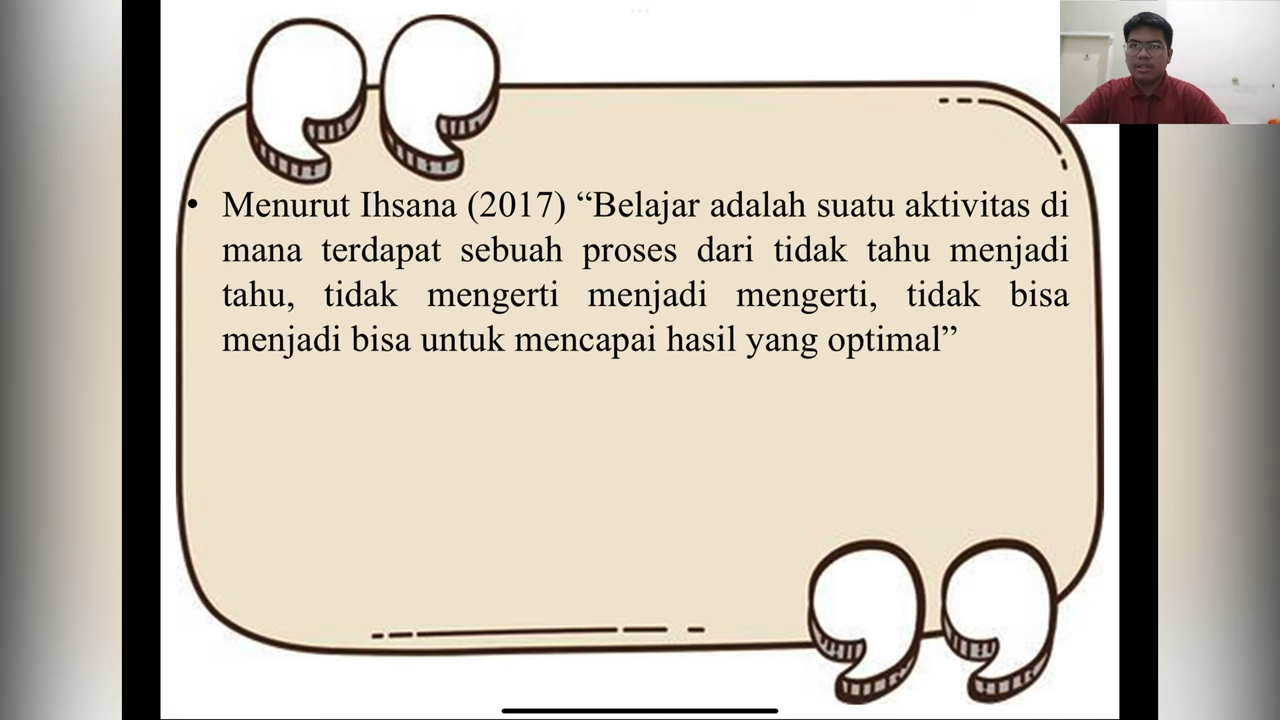 • Menurut Ihsana (2017) “Belajar adalah suatu aktivitas di
mana terdapat sebuah proses dari tidak tahu menjadi
tahu, tidak mengerti menjadi mengerti, tidak bisa
menjadi bisa untuk mencapai hasil yang optimal”